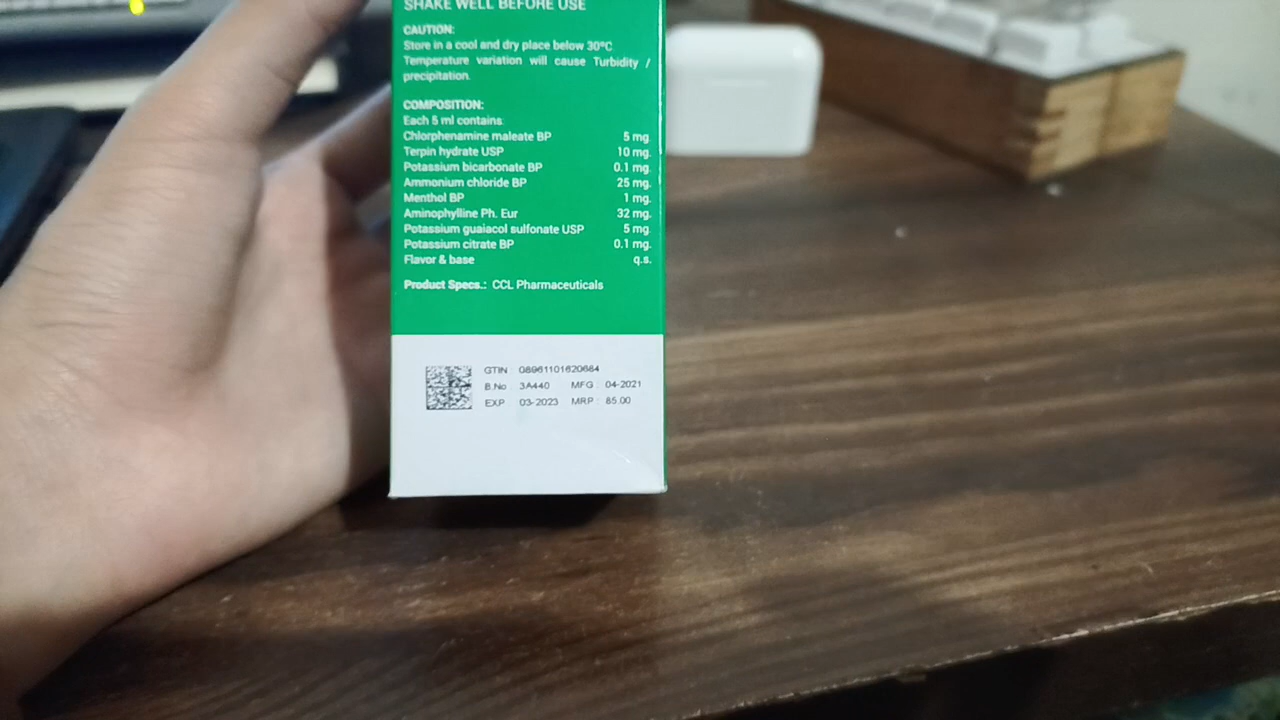 SHAKE WELL BEFORE USE
CAUTION:
Store in a cool and dry place below 30°C
Temperature variation will cause Turbidity /
precipitation.
COMPOSITION:
Each 5 ml contains:
Chlorphenamine maleate BP 5 mg.
Terpin hydrate USP 10 mg.
Potassium bicarbonate BP 0.1 mg.
Ammonium chloride BP 25 mg.
Menthol BP 1 mg.
Aminophylline Ph. Eur 32 mg.
Potassium guaiacol sulfonate USP 5 mg.
Potassium citrate BP 0.1 mg.
Flavor & base q.s.
Product Specs.: CCL Pharmaceuticals
GTIN : 08961101620684
B.No : 3A440 MFG : 04-2021
EXP 03-2023 MRP : 85.00